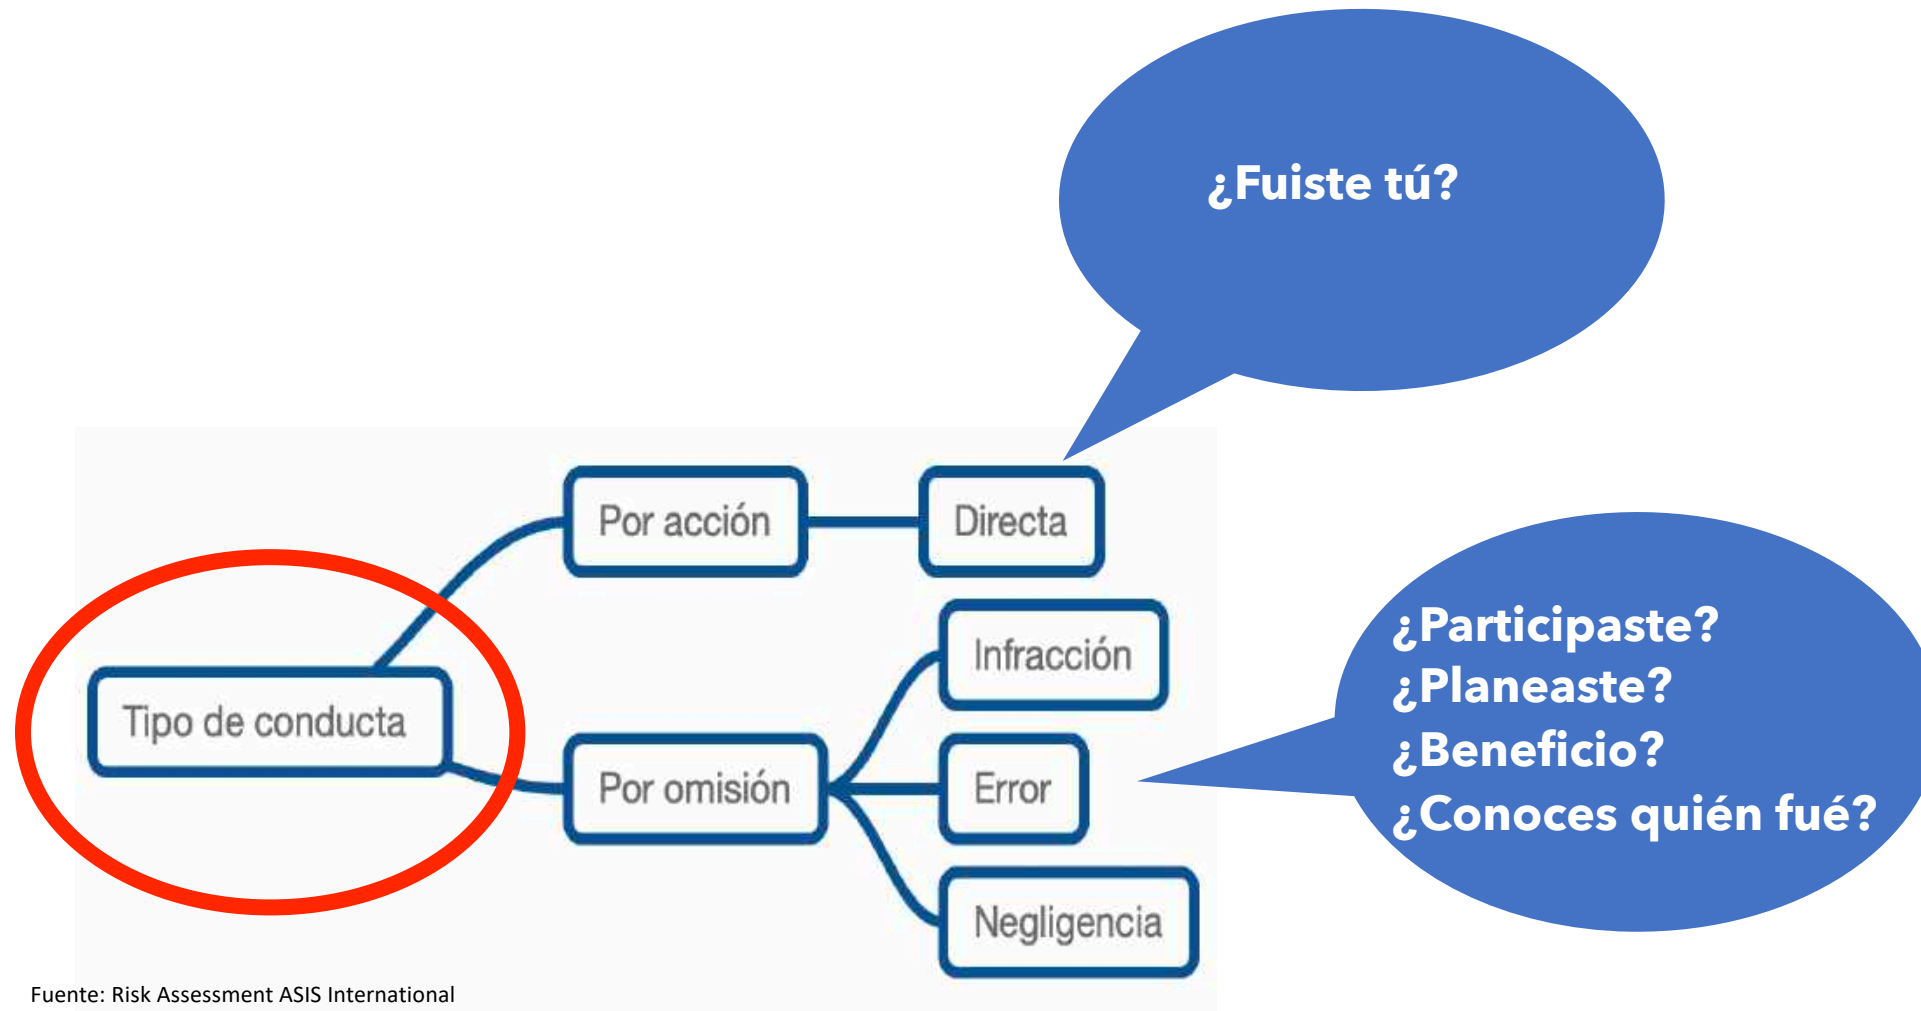 ¿Fuiste tú?
Por acción
Directa
Infracción
Tipo de conducta
Por omisión
Error
Negligencia
¿Participaste?
¿Planeaste?
¿Beneficio?
¿Conoces quién fué?
Fuente: Risk Assessment ASIS International